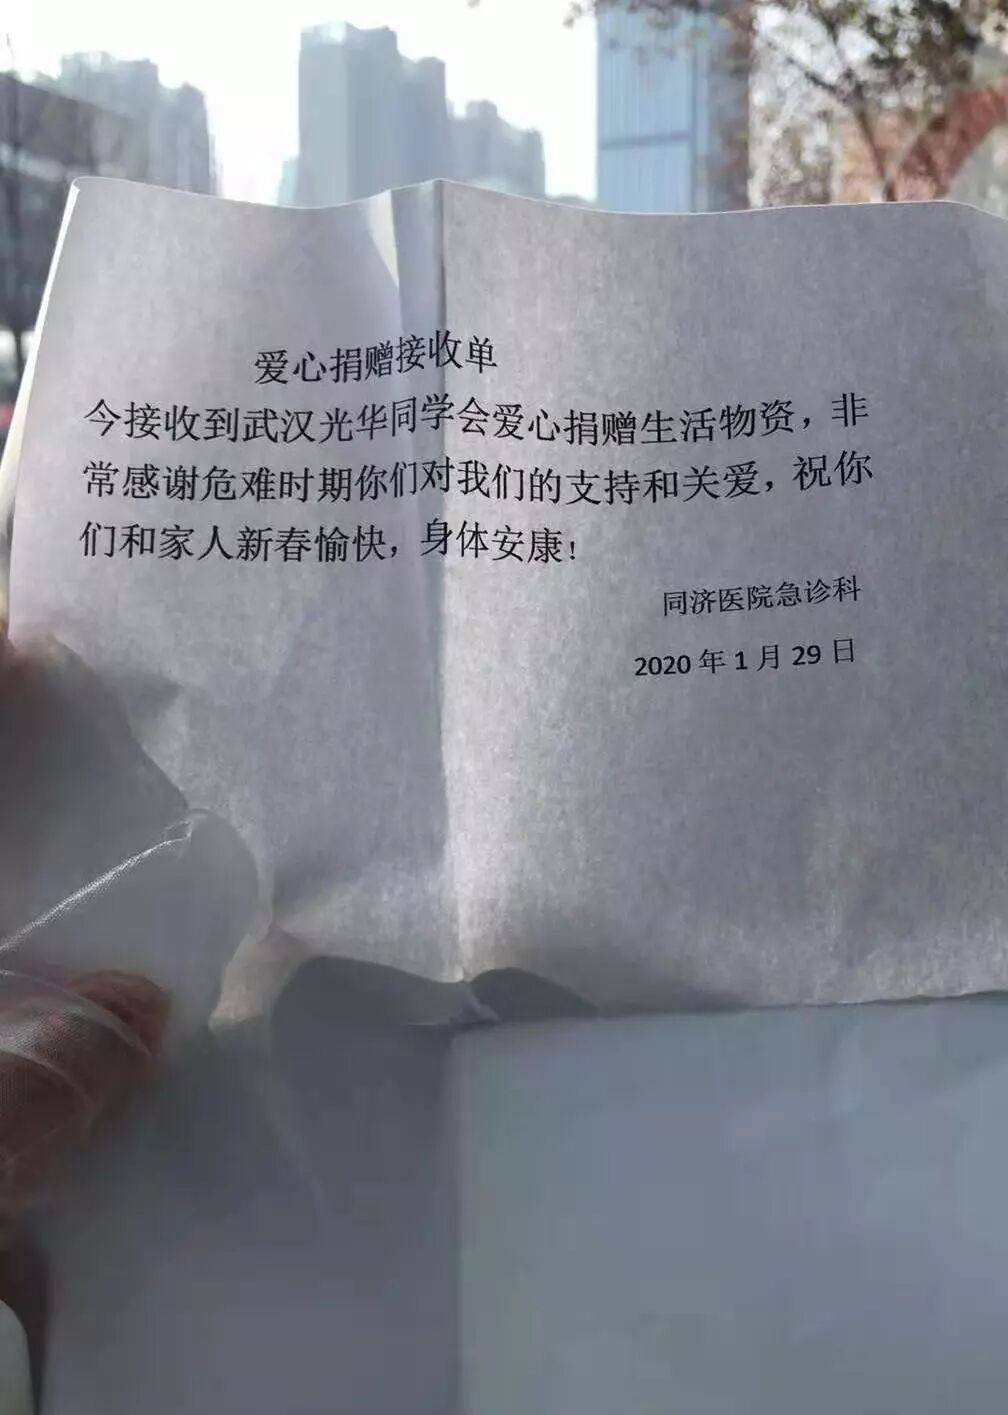 爱心捐赠接收单
今接收到武汉光华同学会爱心捐赠生活物资，非
常感谢危难时期你们对我们的支持和关爱，祝你
们和家人新春愉快，身体安康！
同济医院急诊科
2020 年 1 月 29 日